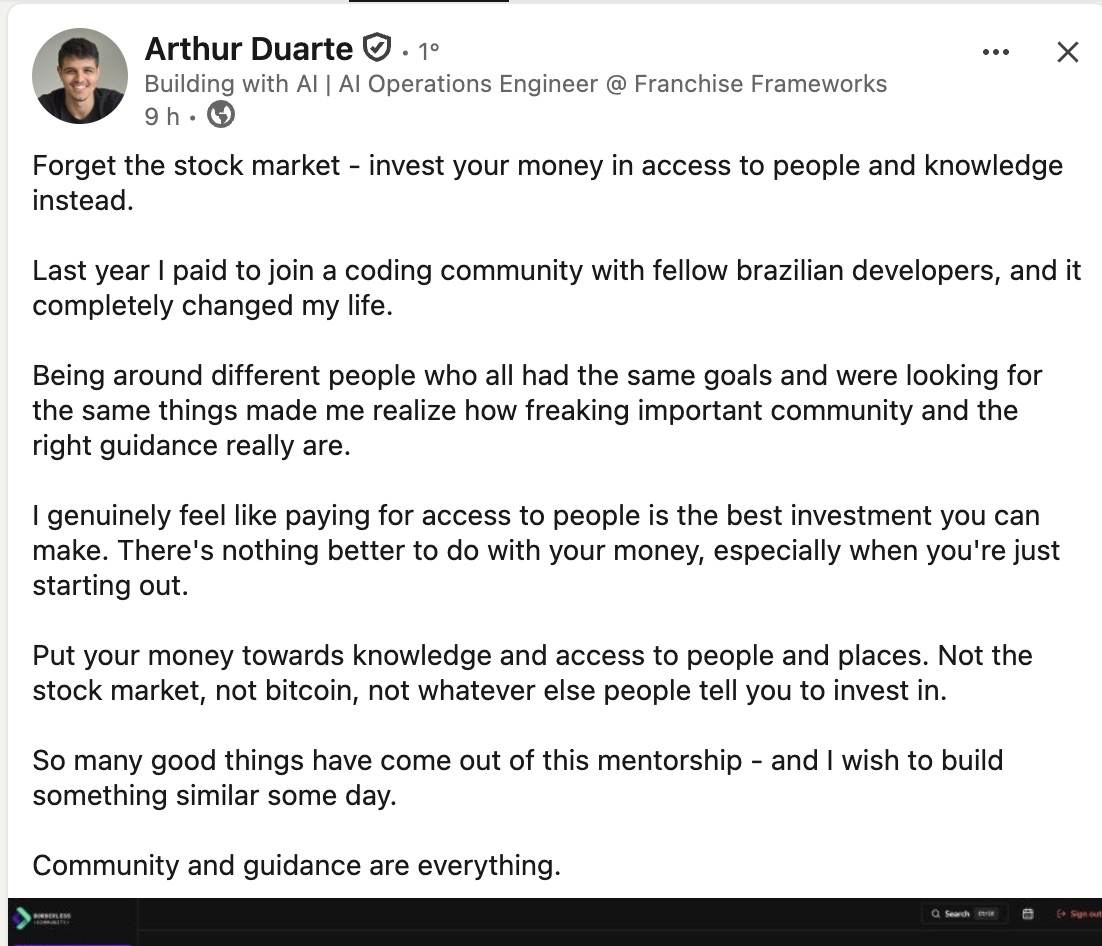 Arthur Duarte · 1º
Building with AI | AI Operations Engineer @ Franchise Frameworks
9 h ·
Forget the stock market - invest your money in access to people and knowledge
instead.
Last year I paid to join a coding community with fellow brazilian developers, and it
completely changed my life.
Being around different people who all had the same goals and were looking for
the same things made me realize how freaking important community and the
right guidance really are.
I genuinely feel like paying for access to people is the best investment you can
make. There's nothing better to do with your money, especially when you're just
starting out.
Put your money towards knowledge and access to people and places. Not the
stock market, not bitcoin, not whatever else people tell you to invest in.
So many good things have come out of this mentorship - and I wish to build
something similar some day.
Community and guidance are everything.
BORDERLESS
Search Sign out